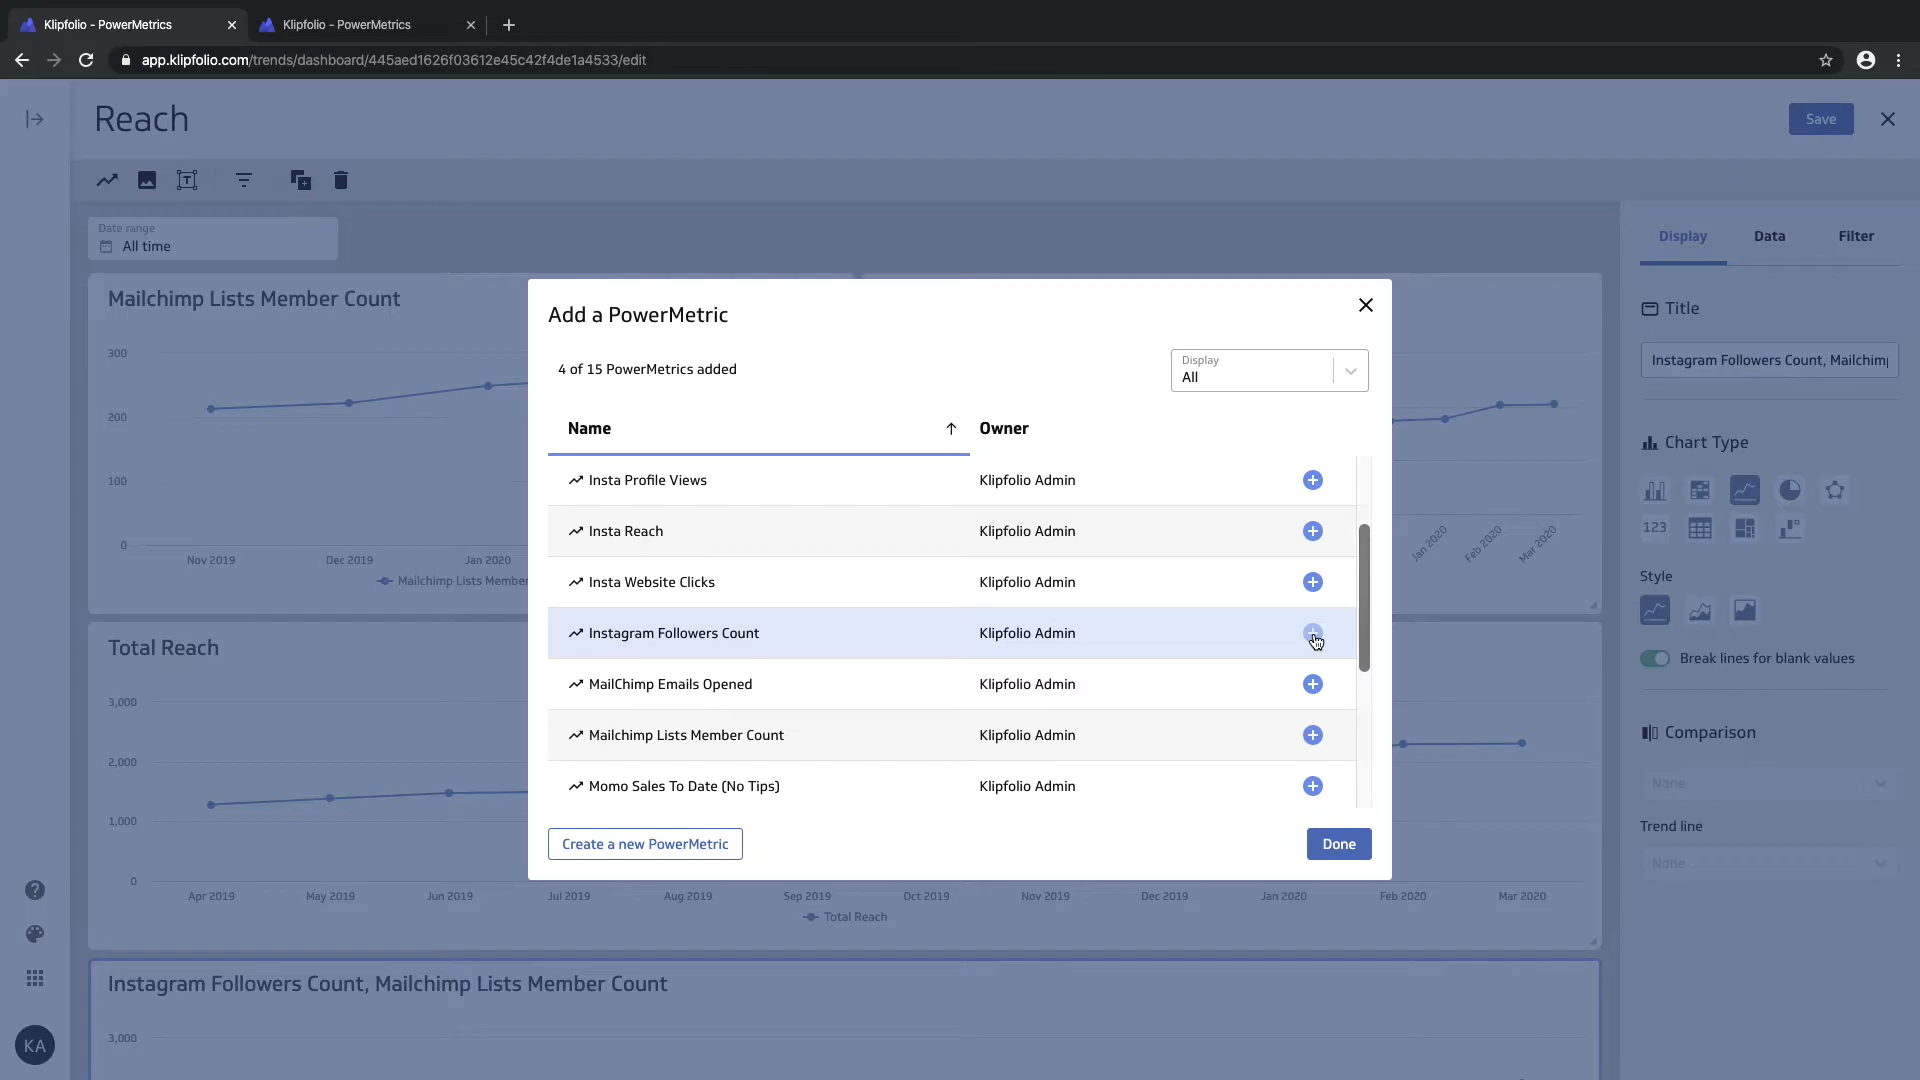 Klipfolio - PowerMetrics
Klipfolio - PowerMetrics
app.klipfolio.com/trends/dashboard/445aed1626f03612e45c42f4de1a4533/edit
Reach
Save
Date range
All time
Display
Data
Filter
Mailchimp Lists Member Count
300
200
100
0
Nov 2019
Dec 2019
Jan 2020
Mailchimp Lists Member
Jan 2020
Feb 2020
Mar 2020
Add a PowerMetric
4 of 15 PowerMetrics added
Display
All
Name
Owner
Insta Profile Views
Klipfolio Admin
Insta Reach
Klipfolio Admin
Insta Website Clicks
Klipfolio Admin
Instagram Followers Count
Klipfolio Admin
MailChimp Emails Opened
Klipfolio Admin
Mailchimp Lists Member Count
Klipfolio Admin
Momo Sales To Date (No Tips)
Klipfolio Admin
Create a new PowerMetric
Done
Title
Instagram Followers Count, Mailchim
Chart Type
123
Style
Break lines for blank values
Comparison
None
Trend line
None
Total Reach
3,000
2,000
1,000
0
Apr 2019
May 2019
Jun 2019
Jul 2019
Aug 2019
Sep 2019
Oct 2019
Nov 2019
Dec 2019
Jan 2020
Feb 2020
Mar 2020
Total Reach
Instagram Followers Count, Mailchimp Lists Member Count
3,000
KA